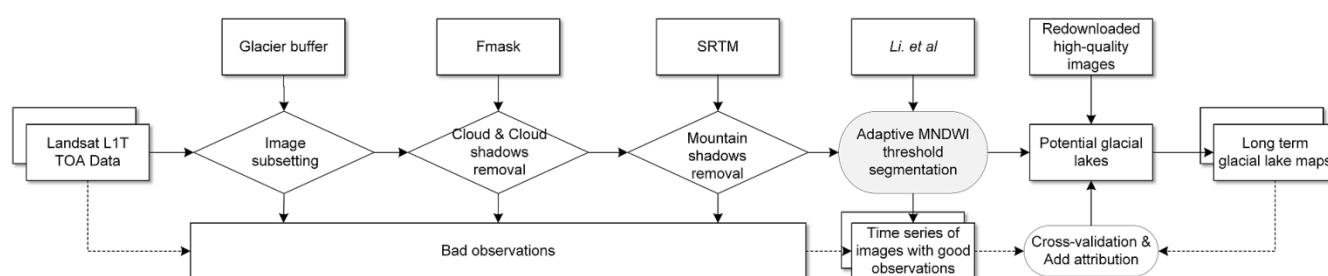 Glacier buffer
Fmask
SRTM
Li. et al
Redownloaded
high-quality
images
Landsat L1T
TOA Data
Image
subsetting
Cloud & Cloud
shadows
removal
Mountain
shadows
removal
Adaptive MNDWI
threshold
segmentation
Potential glacial
lakes
Long term
glacial lake maps
Bad observations
Time series of
images with good
observations
Cross-validation &
Add attribution